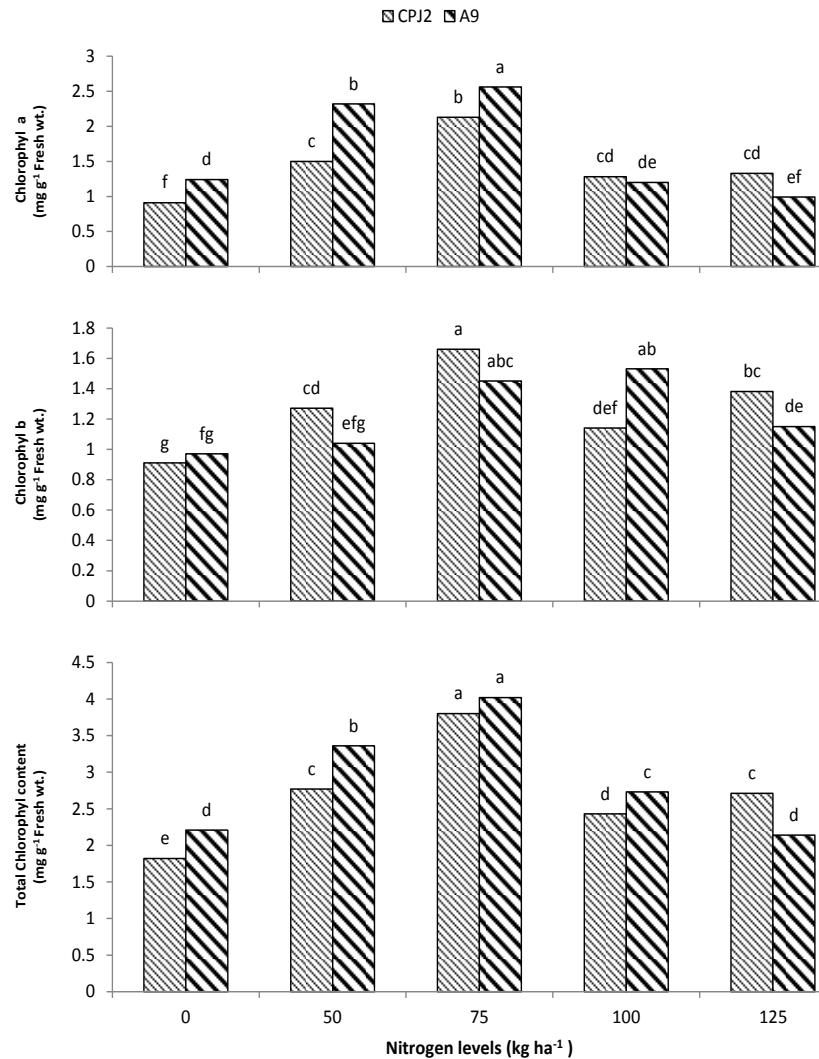 CPJ2 A9
Chlorophyl a
(mg g⁻¹ Fresh wt.)
3
2.5
2
1.5
1
0.5
0
f d c b b a cd de cd ef
Chlorophyl b
(mg g⁻¹ Fresh wt.)
1.8
1.6
1.4
1.2
1
0.8
0.6
0.4
0.2
0
g fg cd efg a abc def ab bc de
Total Chlorophyl content
(mg g⁻¹ Fresh wt.)
4.5
4
3.5
3
2.5
2
1.5
1
0.5
0
e d c b a a d c c d
0 50 75 100 125
Nitrogen levels (kg ha⁻¹)